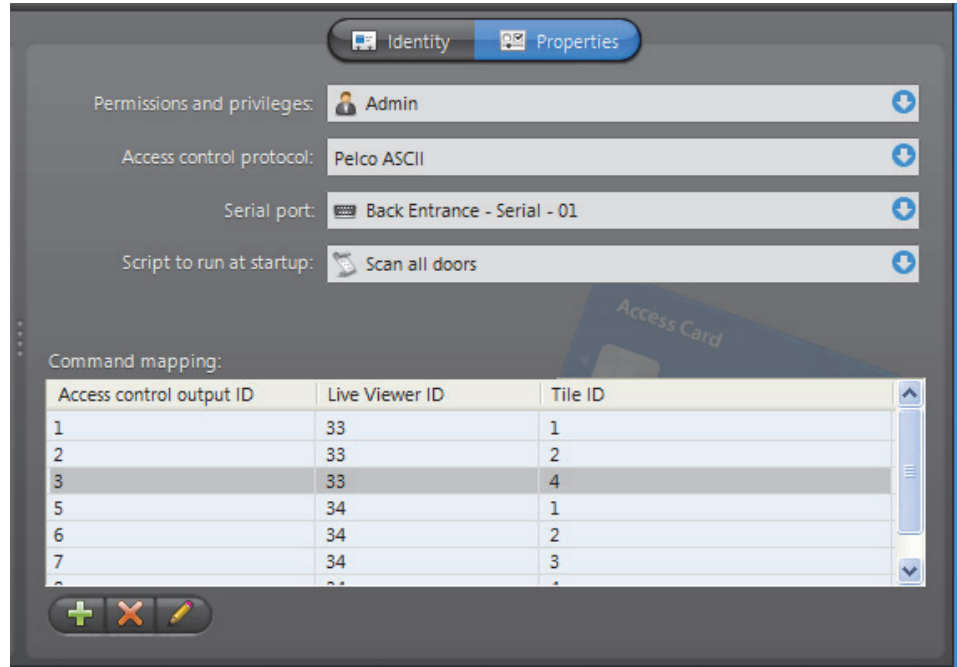 Identity Properties
Permissions and privileges: Admin
Access control protocol: Pelco ASCII
Serial port: Back Entrance - Serial - 01
Script to run at startup: Scan all doors
Access Card
Command mapping:
Access control output ID Live Viewer ID Tile ID
1 33 1
2 33 2
3 33 4
5 34 1
6 34 2
7 34 3